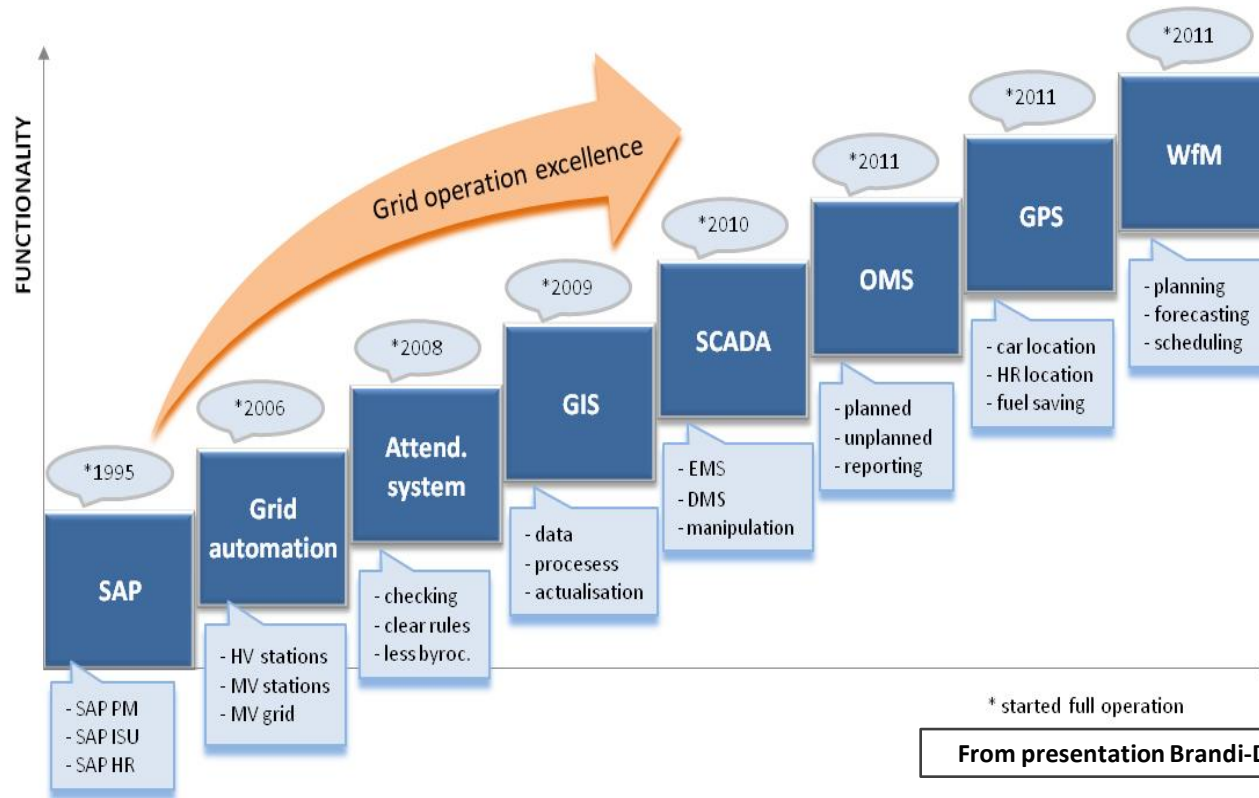 FUNCTIONALITY
Grid operation excellence
*1995
SAP
- SAP PM
- SAP ISU
- SAP HR
*2006
Grid
automation
- HV stations
- MV stations
- MV grid
*2008
Attend.
system
- checking
- clear rules
- less byroc.
*2009
GIS
- data
- procesess
- actualisation
*2010
SCADA
- EMS
- DMS
- manipulation
*2011
OMS
- planned
- unplanned
- reporting
*2011
GPS
- car location
- HR location
- fuel saving
*2011
WfM
- planning
- forecasting
- scheduling
* started full operation
From presentation Brandi-D